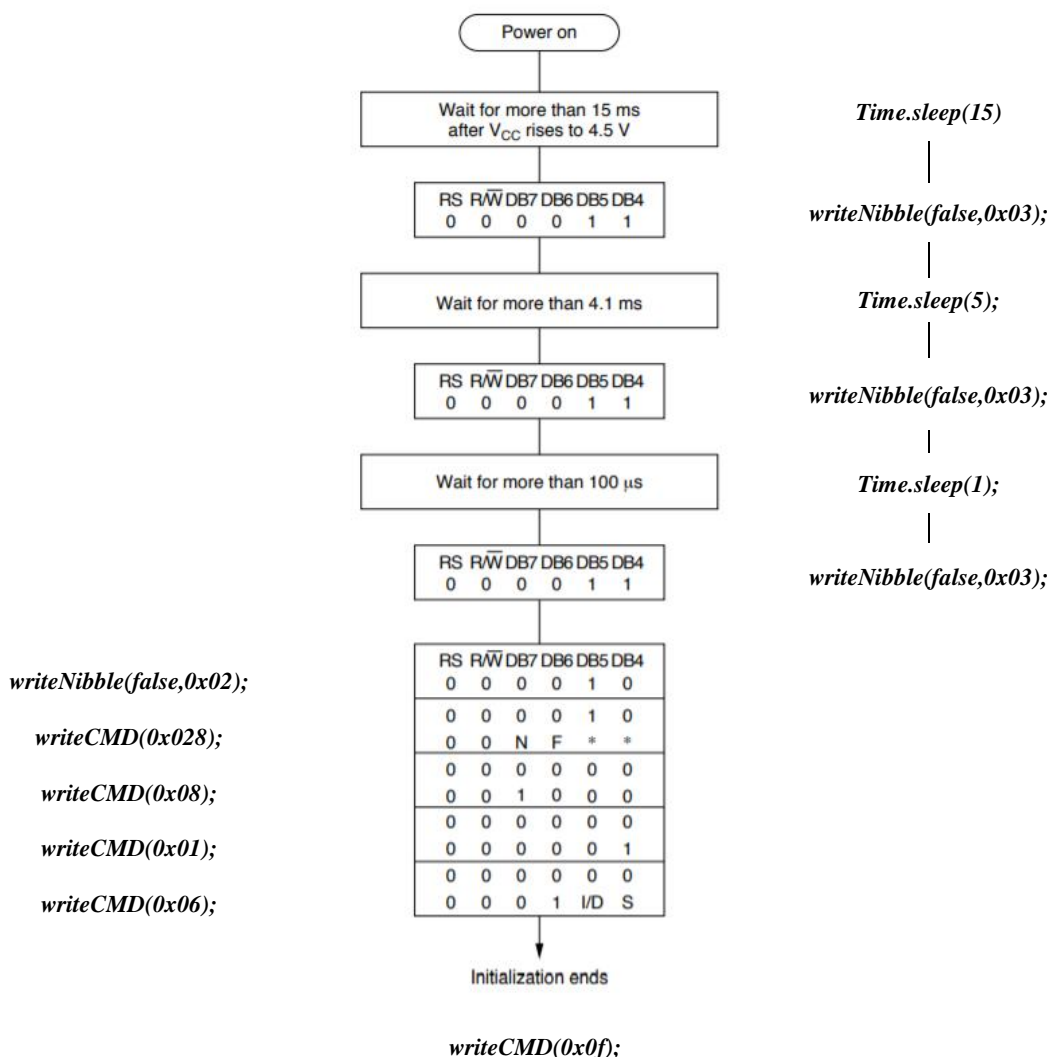 Power on
Wait for more than 15 ms
after VCC rises to 4.5 V
Time.sleep(15)
RS R/W̅ DB7 DB6 DB5 DB4
0 0 0 0 1 1
writeNibble(false,0x03);
Wait for more than 4.1 ms
Time.sleep(5);
RS R/W̅ DB7 DB6 DB5 DB4
0 0 0 0 1 1
writeNibble(false,0x03);
Wait for more than 100 μs
Time.sleep(1);
RS R/W̅ DB7 DB6 DB5 DB4
0 0 0 0 1 1
writeNibble(false,0x03);
RS R/W̅ DB7 DB6 DB5 DB4
writeNibble(false,0x02);
0 0 0 0 1 0
0 0 0 0 1 0
writeCMD(0x028);
0 0 N F * *
0 0 0 0 0 0
writeCMD(0x08);
0 0 1 0 0 0
0 0 0 0 0 0
writeCMD(0x01);
0 0 0 0 0 1
0 0 0 0 0 0
writeCMD(0x06);
0 0 0 1 I/D S
Initialization ends
writeCMD(0x0f);